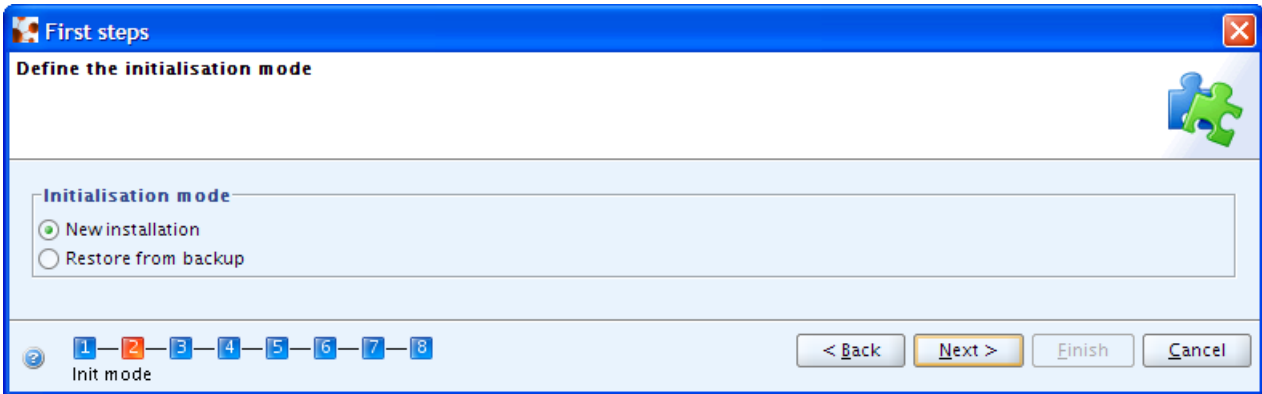 First steps
Define the initialisation mode
Initialisation mode
New installation
Restore from backup
1 2 3 4 5 6 7 8
Init mode
< Back Next > Finish Cancel